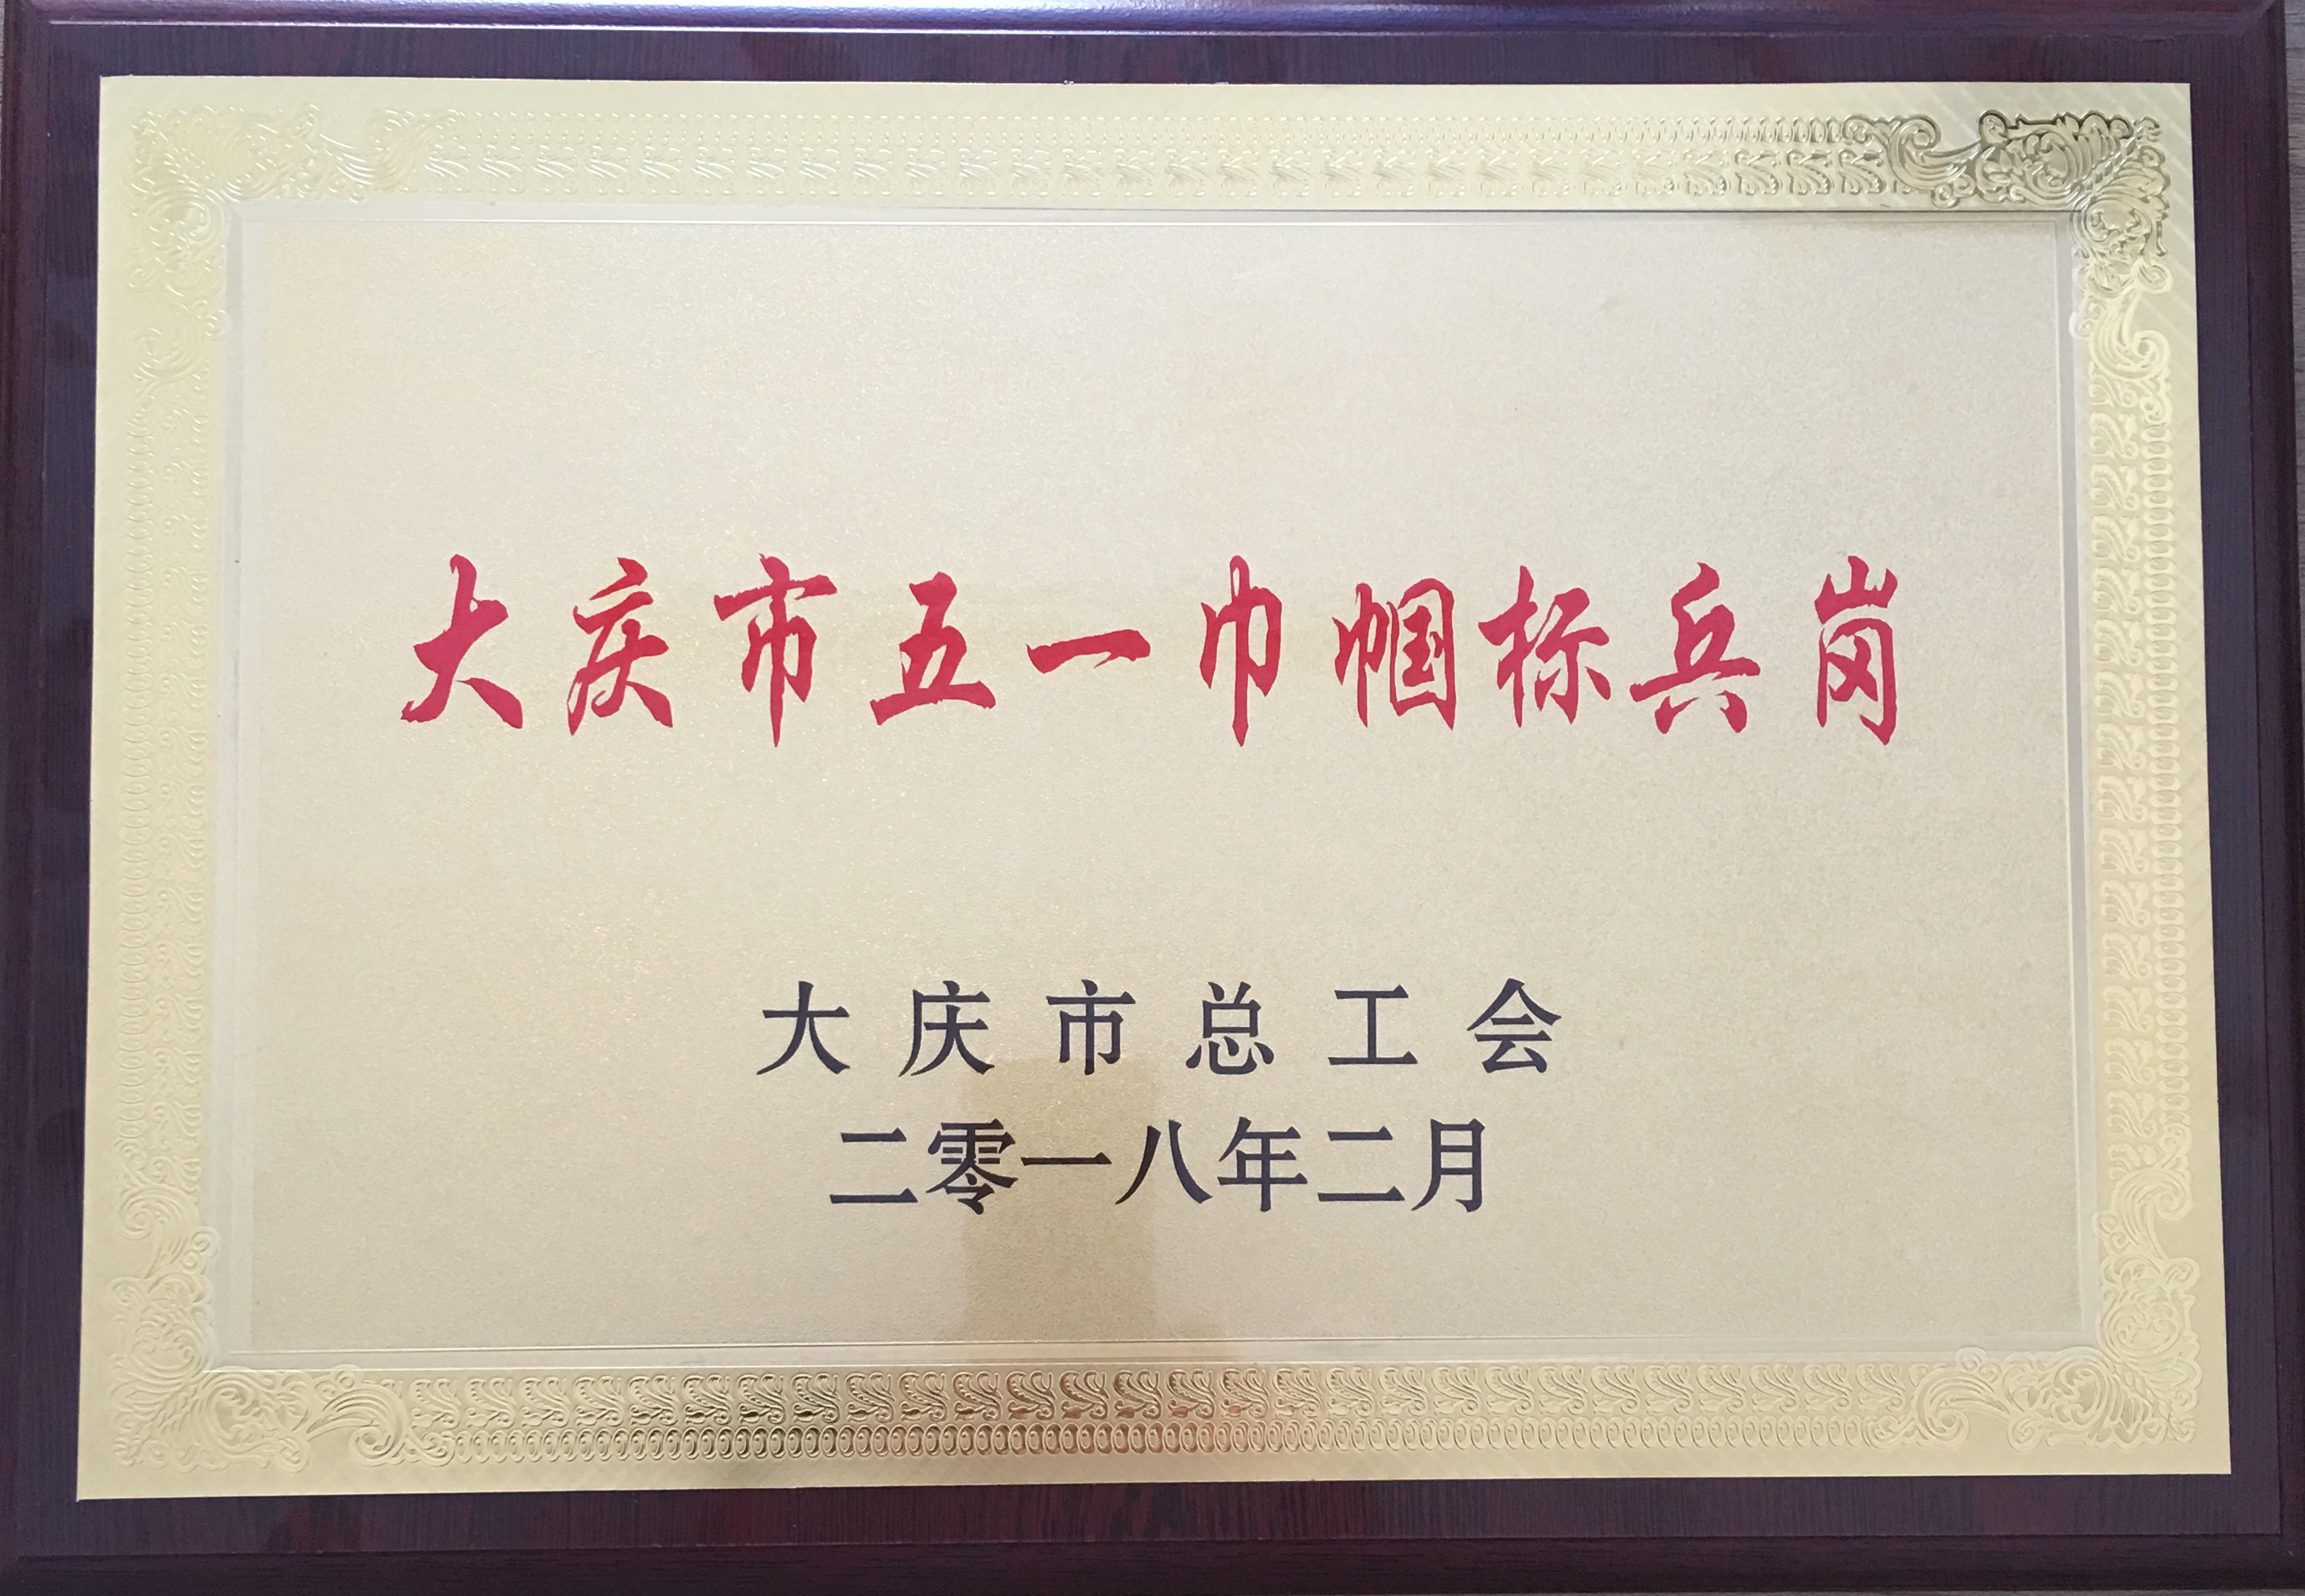 大庆市五一巾帼标兵岗
大庆市总工会
二零一八年二月